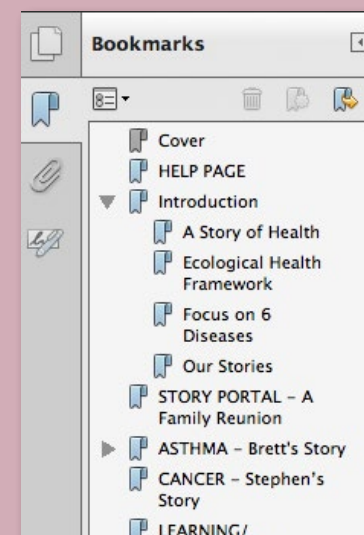 Bookmarks
Cover
HELP PAGE
Introduction
A Story of Health
Ecological Health
Framework
Focus on 6
Diseases
Our Stories
STORY PORTAL – A
Family Reunion
ASTHMA – Brett's Story
CANCER – Stephen's
Story
LEARNING/